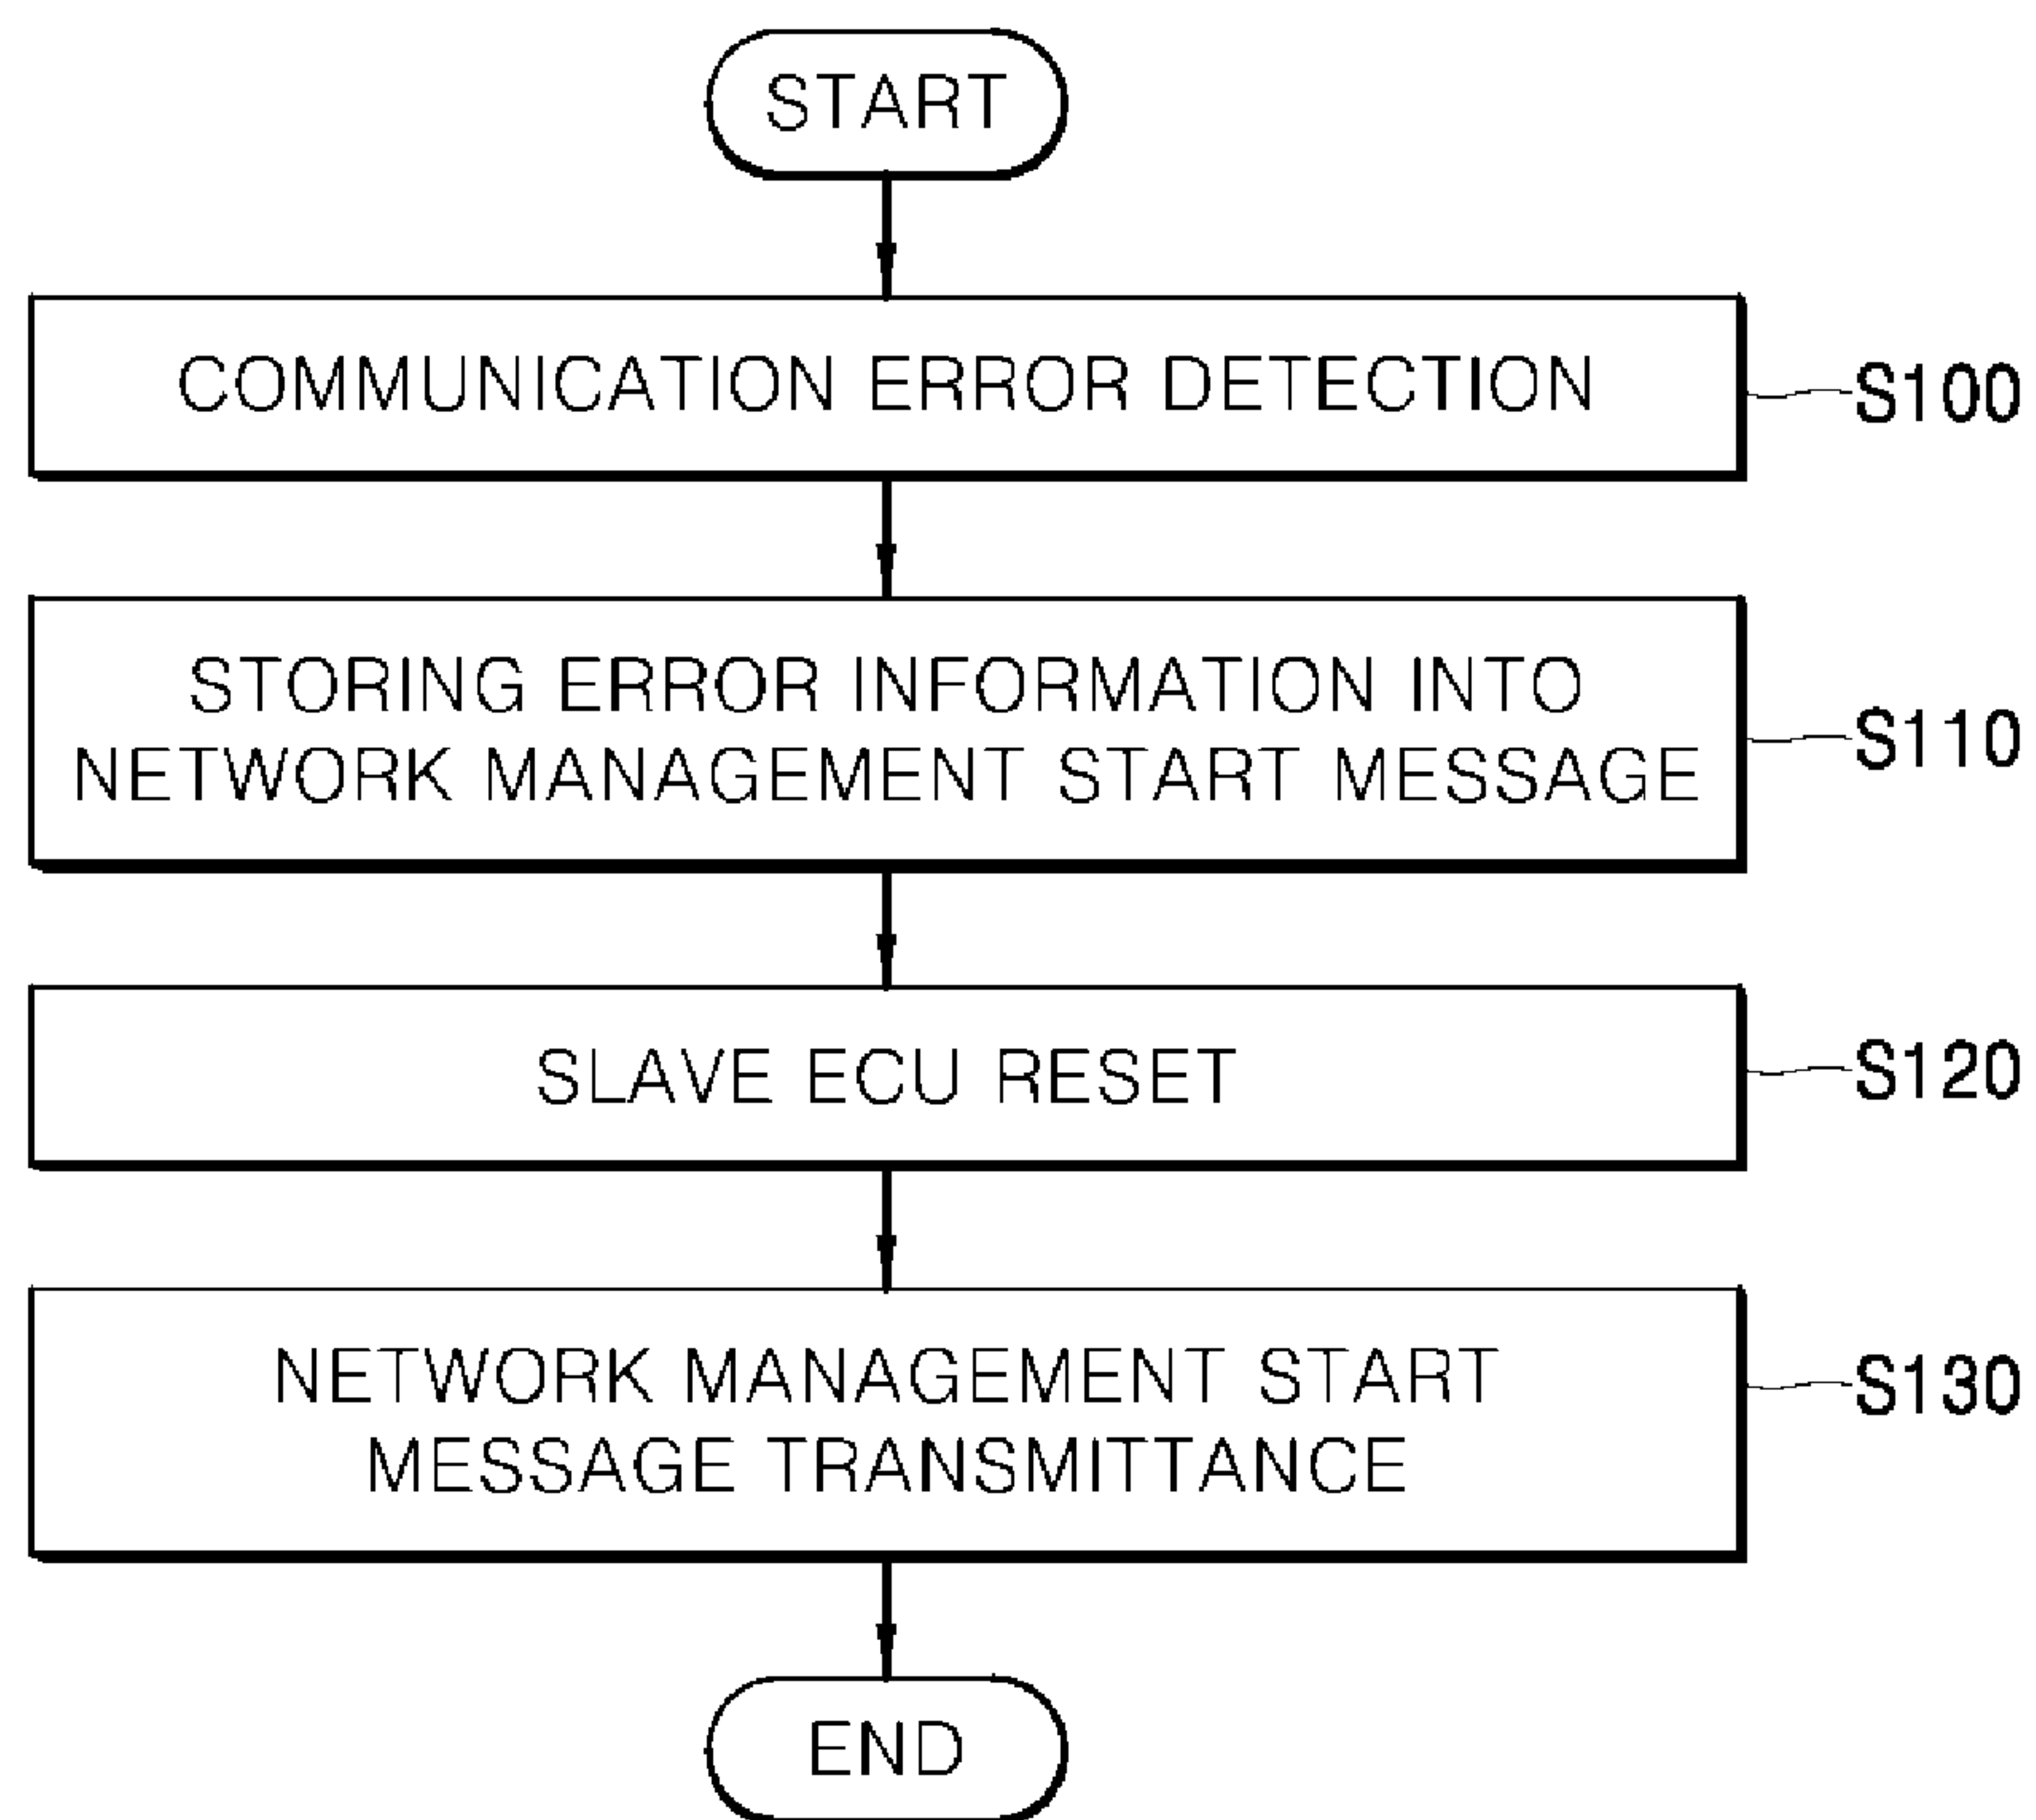 START
COMMUNICATION ERROR DETECTION
S100
STORING ERROR INFORMATION INTO
NETWORK MANAGEMENT START MESSAGE
S110
SLAVE ECU RESET
S120
NETWORK MANAGEMENT START
MESSAGE TRANSMITTANCE
S130
END